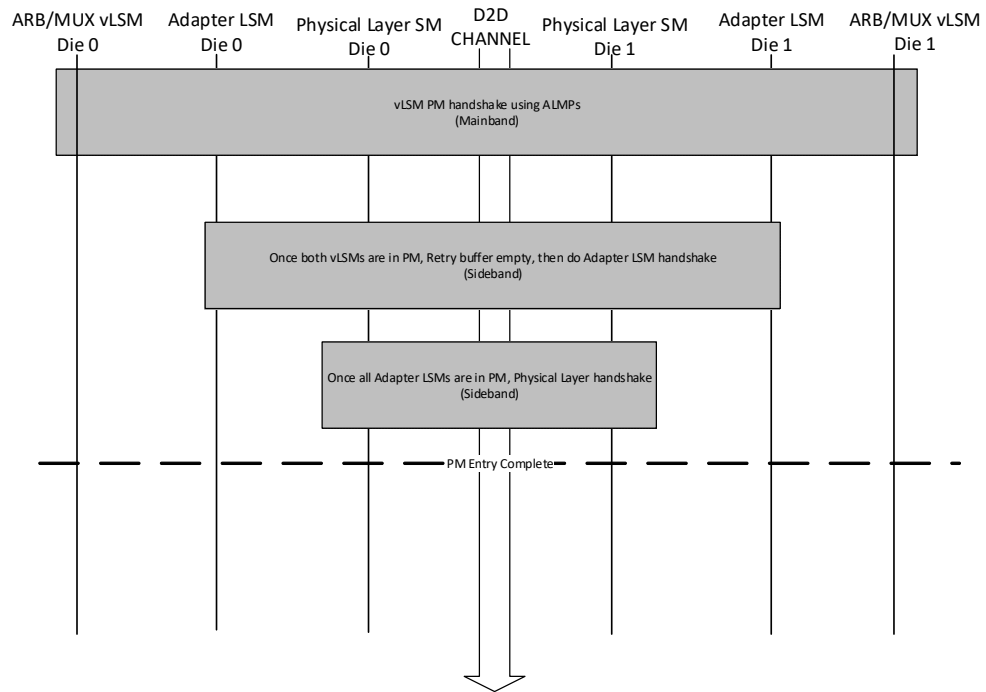 ARB/MUX vLSM
Die 0
Adapter LSM
Die 0
Physical Layer SM
Die 0
D2D
CHANNEL
Physical Layer SM
Die 1
Adapter LSM
Die 1
ARB/MUX vLSM
Die 1
vLSM PM handshake using ALMPs
(Mainband)
Once both vLSMs are in PM, Retry buffer empty, then do Adapter LSM handshake
(Sideband)
Once all Adapter LSMs are in PM, Physical Layer handshake
(Sideband)
PM Entry Complete